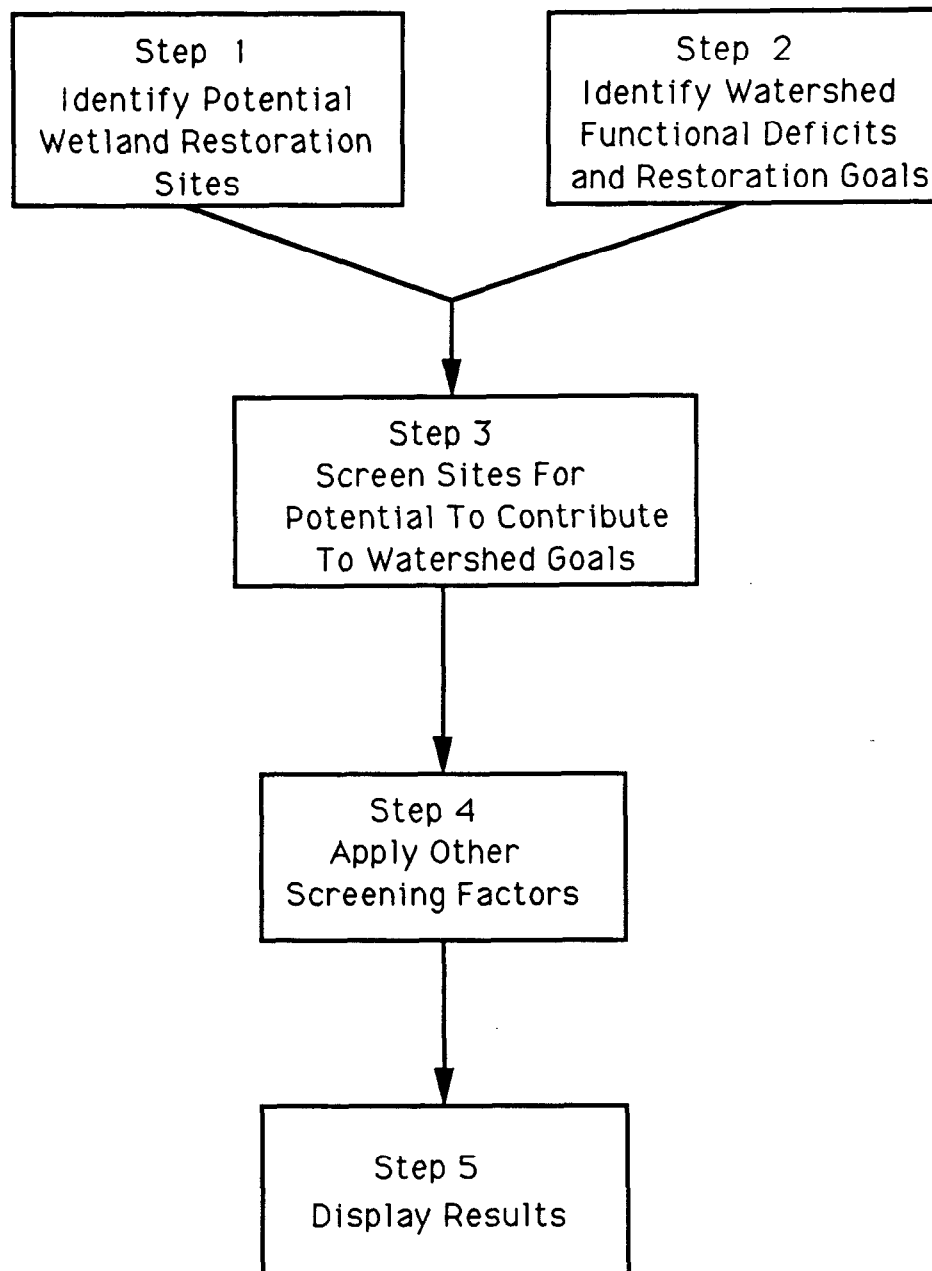 Step 1
Identify Potential
Wetland Restoration
Sites
Step 2
Identify Watershed
Functional Deficits
and Restoration Goals
Step 3
Screen Sites For
Potential To Contribute
To Watershed Goals
Step 4
Apply Other
Screening Factors
Step 5
Display Results